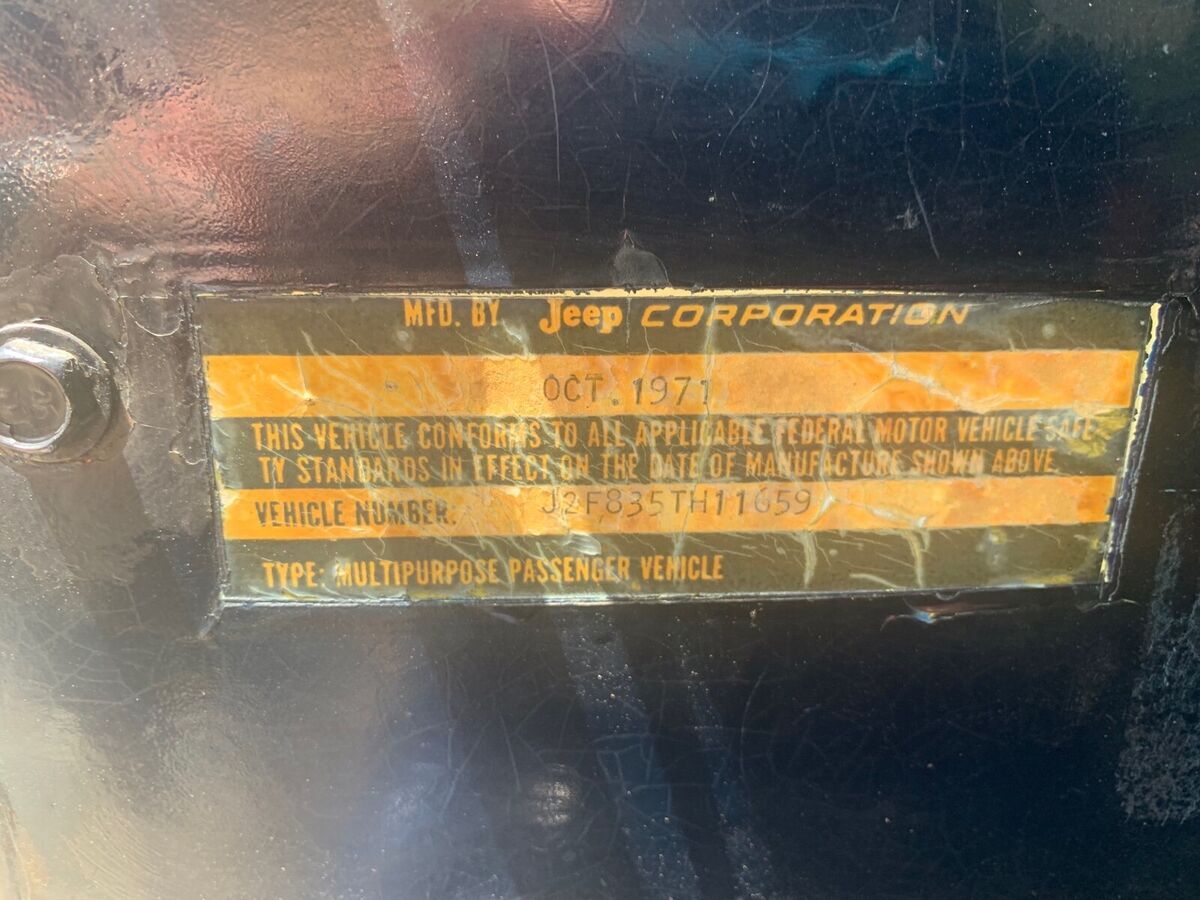 MFD. BY Jeep CORPORATION
OCT. 1971
THIS VEHICLE CONFORMS TO ALL APPLICABLE FEDERAL MOTOR VEHICLE SAFE
TY STANDARDS IN EFFECT ON THE DATE OF MANUFACTURE SHOWN ABOVE
VEHICLE NUMBER: J2F835TH11659
TYPE: MULTIPURPOSE PASSENGER VEHICLE